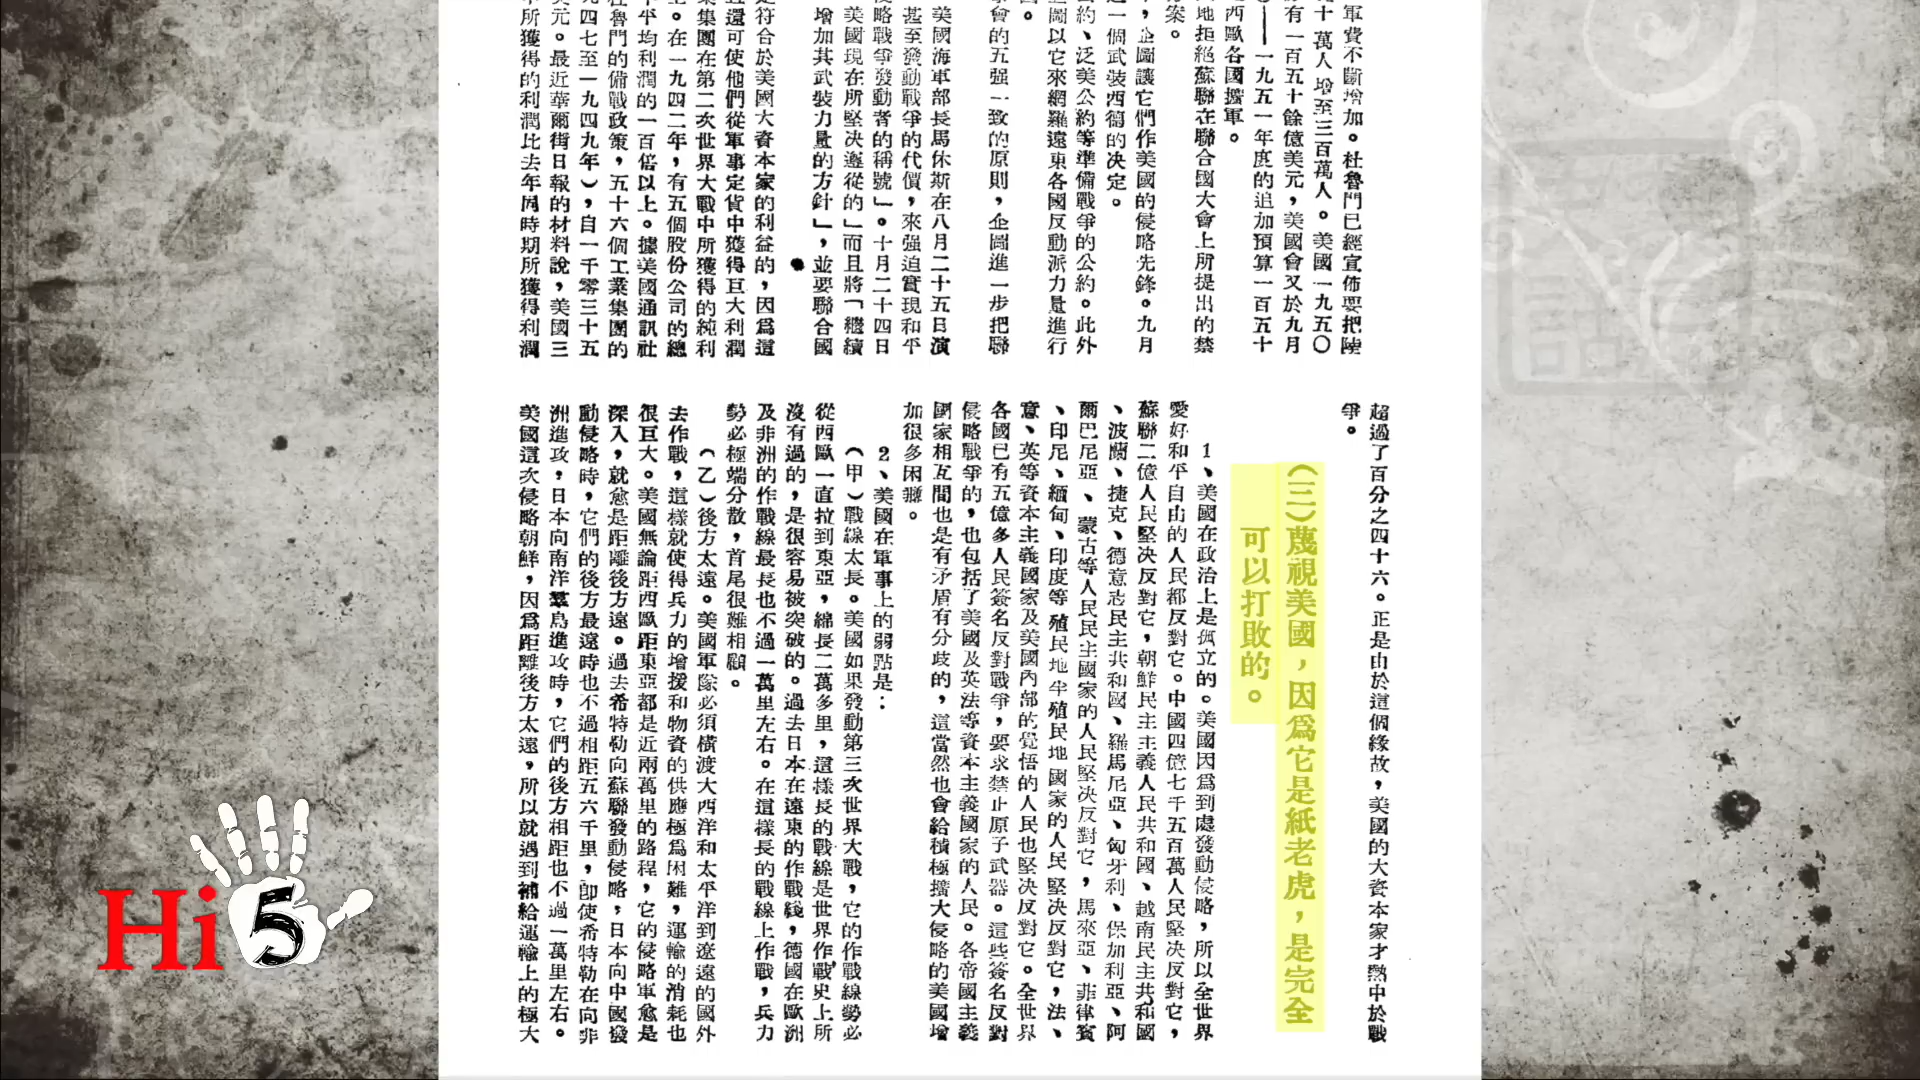 軍費不斷增加。杜魯門已經宣佈要把陸
十萬人增至三百萬人。美國一九五〇
有一百五十餘億美元,美國會又於九月
——一九五一年度的追加預算一百五十
西歐各國擴軍。
地拒絕蘇聯在聯合國大會上所提出的禁
案。
,企圖讓它們作美國的侵略先鋒。九月
一個武裝西德的決定。
公約、泛美公約等準備戰爭的公約。此外
圖以它來網羅遠東各國反動派力量進行
。
會的五强一致的原則,企圖進一步把聯
美國海軍部長馬休斯在八月二十五日演
甚至發動戰爭的代價,來强迫實現和平
侵略戰爭發動者的稱號」。十月二十四日
美國現在所堅决遵從的」而且將「繼續
增加其武裝力量的方針」,並要聯合國
符合於美國大資本家的利益的,因爲這
還可使他們從軍事定貨中獲得巨大利潤
集團在第二次世界大戰中所獲得的純利
。在一九四二年,有五個股份公司的總
平均利潤的一百倍以上。據美國通訊社
杜魯門的備戰政策,五十六個工業集團的
九四七至一九四九年),自一千零三十五
美元。最近華爾街日報的材料說,美國三
所獲得的利潤比去年同時期所獲得利潤
超過了百分之四十六。正是由於這個緣故,美國的大資本家才熱中於戰
爭。
(三)蔑視美國,因爲它是紙老虎,是完全
可以打敗的。
1、美國在政治上是孤立的。美國因爲到處發動侵略,所以全世界
愛好和平自由的人民都反對它。中國四億七千五百萬人民堅决反對它,
蘇聯二億人民堅决反對它,朝鮮民主主義人民共和國、越南民主共和國
、波蘭、捷克、德意志民主共和國、羅馬尼亞、匈牙利、保加利亞、阿
爾巴尼亞、蒙古等人民民主國家的人民堅决反對它,馬來亞、菲律賓
、印尼、緬甸、印度等殖民地半殖民地國家的人民堅决反對它,法、
意、英等資本主義國家及美國內部的覺悟的人民也堅决反對它。全世界
各國已有五億多人民簽名反對戰爭,要求禁止原子武器。這些簽名反對
侵略戰爭的,也包括了美國及英法等資本主義國家的人民。各帝國主義
國家相互間也是有矛盾有分歧的,這當然也會給積極擴大侵略的美國增
加很多困難。
2、美國在軍事上的弱點是:
(甲)戰線太長。美國如果發動第三次世界大戰,它的作戰線勢必
從西歐一直拉到東亞,綿長二萬多里,這樣長的戰線是世界作戰史上所
沒有過的,是很容易被突破的。過去日本在遠東的作戰綫,德國在歐洲
及非洲的作戰線最長也不過一萬里左右。在這樣長的戰線上作戰,兵力
勢必極端分散,首尾很難相顧。
(乙)後方太遠。美國軍隊必須橫渡大西洋和太平洋到遼遠的國外
去作戰,這樣就使得兵力的增援和物資的供應極爲困難,運輸的消耗也
很巨大。美國無論距西歐距東亞都是近兩萬里的路程,它的侵略軍愈是
深入,就愈是距離後方遠。過去希特勒向蘇聯發動侵略,日本向中國發
動侵略時,它們的後方最遠時也不過相距五六千里,卽使希特勒在向非
洲進攻,日本向南洋羣島進攻時,它們的後方相距也不過一萬里左右。
美國這次侵略朝鮮,因爲距離後方太遠,所以就遇到補給運輸上的極大
Hi 5